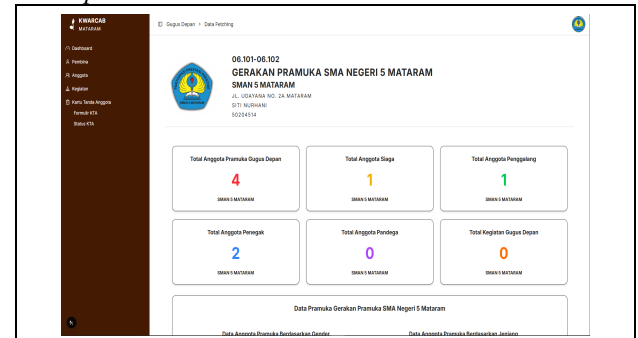 KWARCAB
MATARAM
Dashboard
Pembina
Anggota
Kegiatan
Kartu Tanda Anggota
Formulir KTA
Status KTA
Gugus Depan > Data Fetching
06.101-06.102
GERAKAN PRAMUKA SMA NEGERI 5 MATARAM
SMAN 5 MATARAM
JL. UDAYANA NO. 2A MATARAM
SITI NURHANI
50204514
Total Anggota Pramuka Gugus Depan
4
SMAN 5 MATARAM
Total Anggota Siaga
1
SMAN 5 MATARAM
Total Anggota Penggalang
1
SMAN 5 MATARAM
Total Anggota Penegak
2
SMAN 5 MATARAM
Total Anggota Pandega
0
SMAN 5 MATARAM
Total Kegiatan Gugus Depan
0
SMAN 5 MATARAM
Data Pramuka Gerakan Pramuka SMA Negeri 5 Mataram
Data Anggota Pramuka Berdasarkan Gender
Data Anggota Pramuka Berdasarkan Jenjang